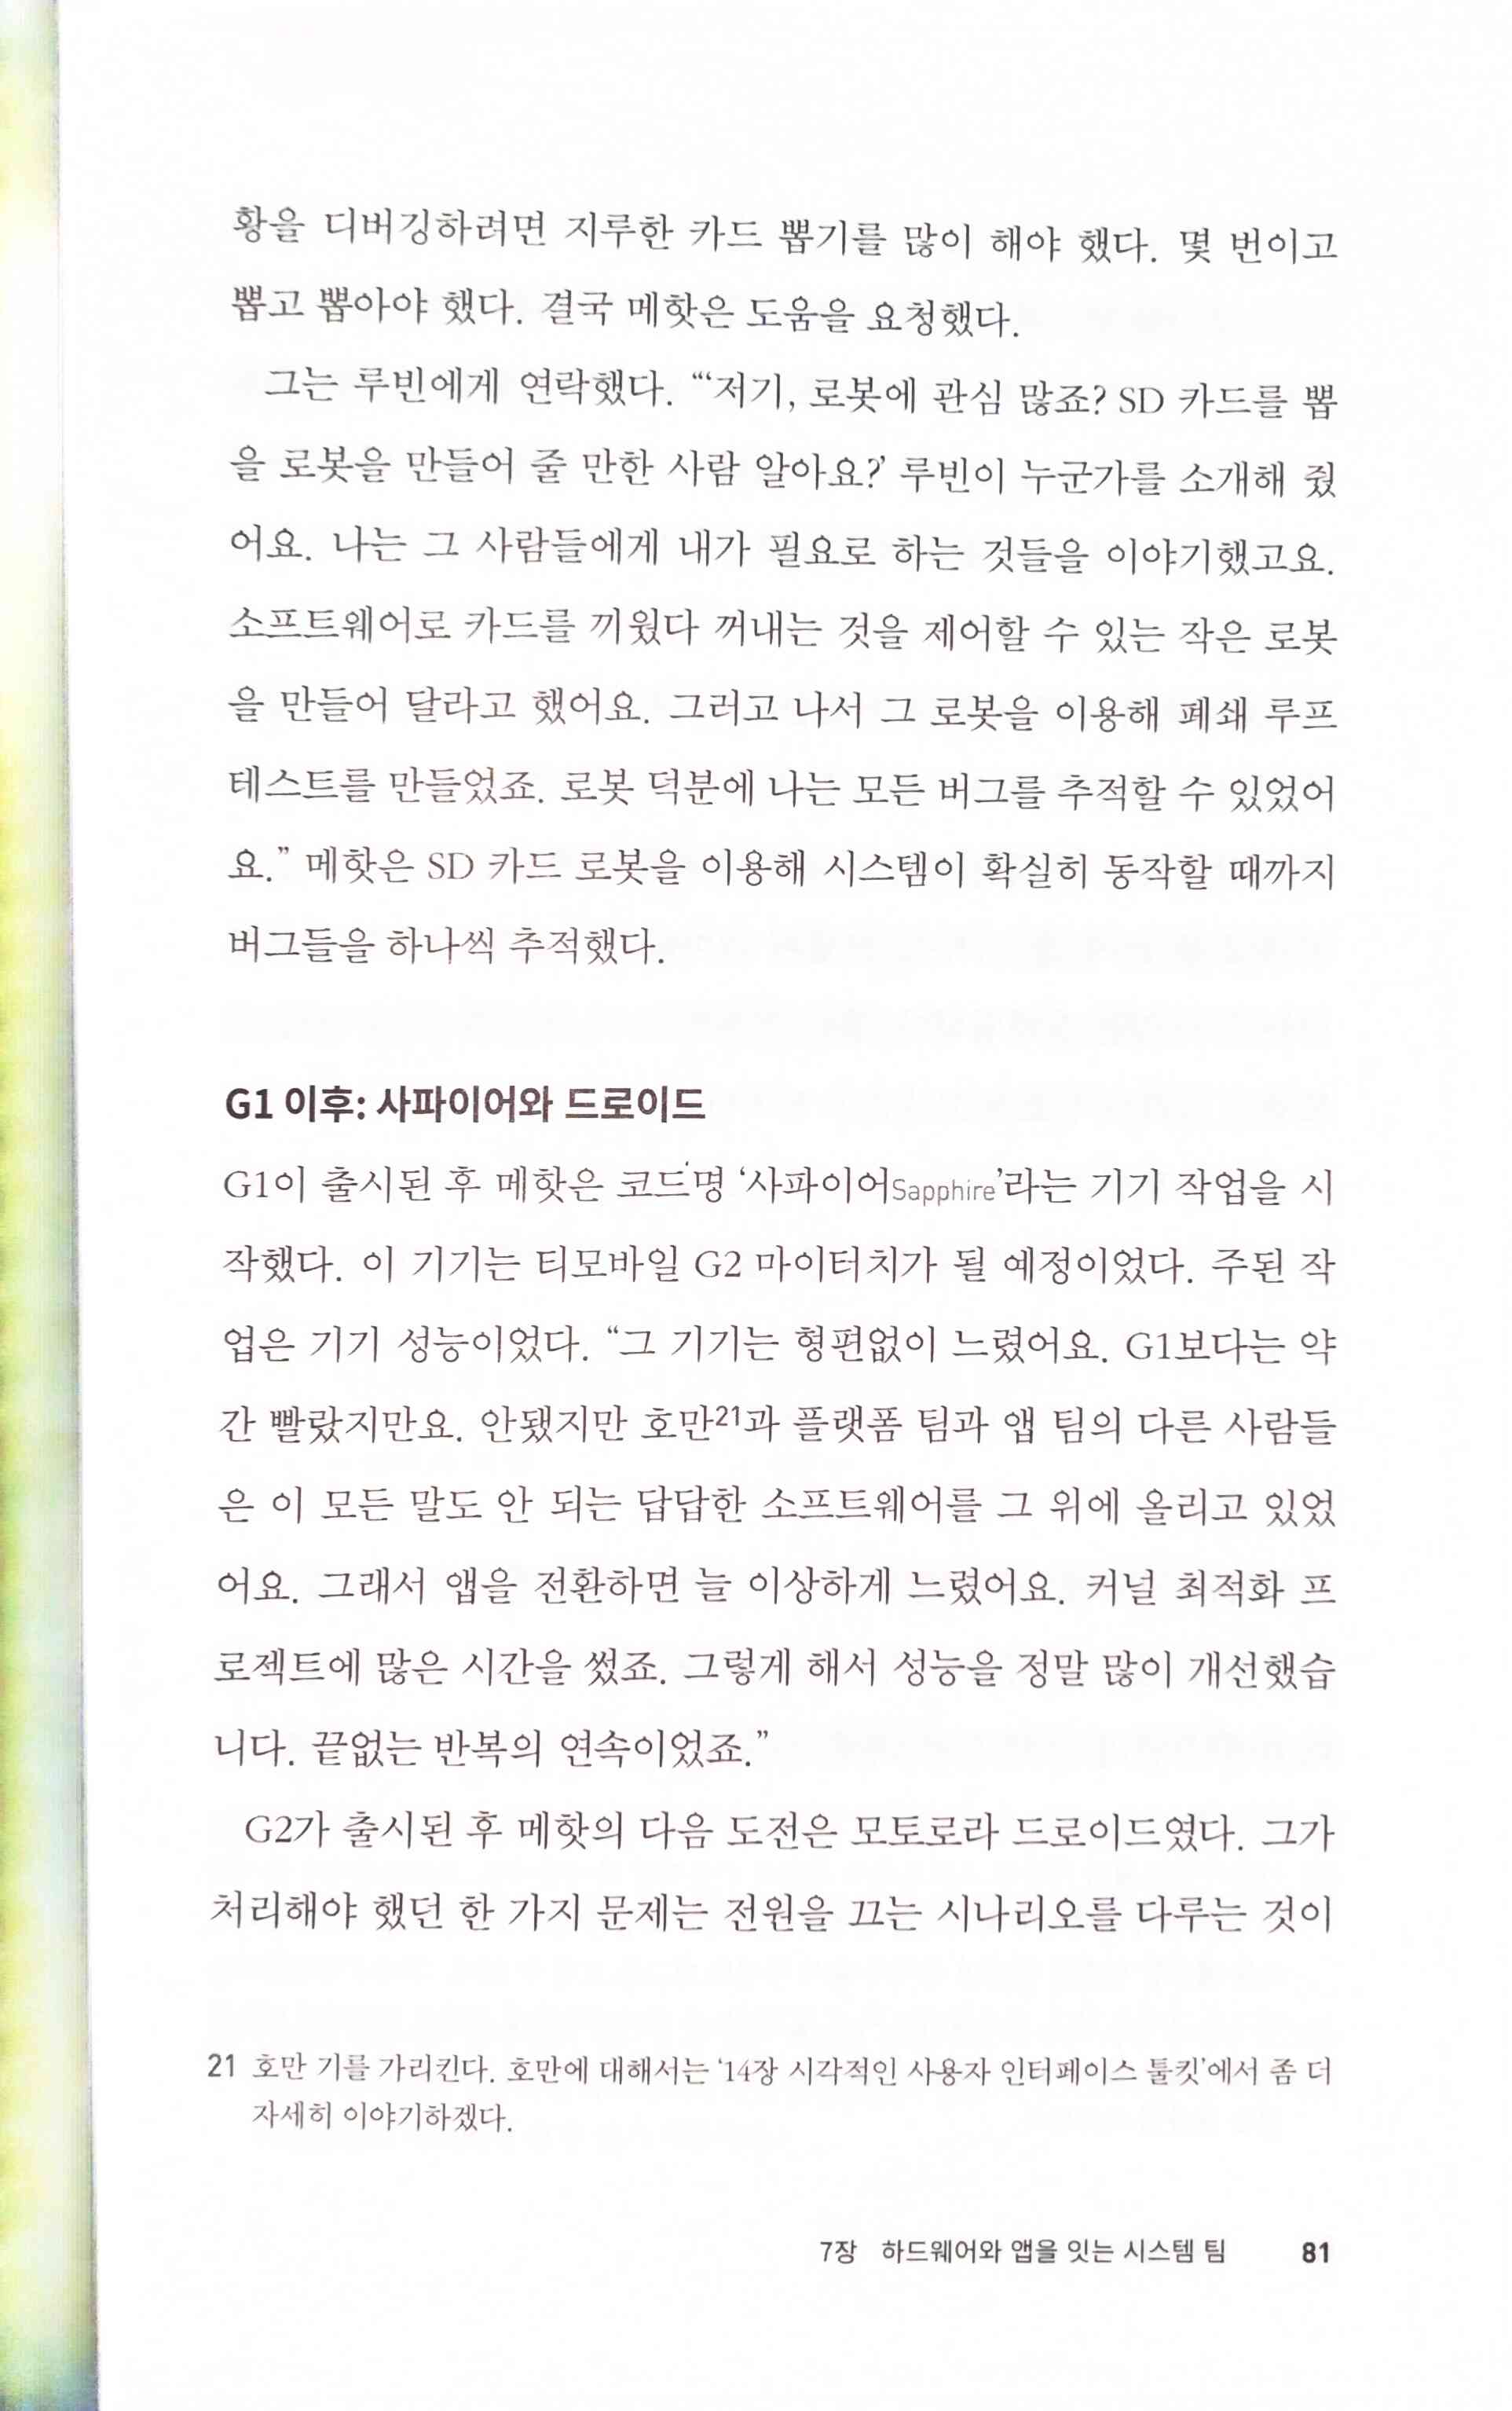 황을 디버깅하려면 지루한 카드 뽑기를 많이 해야 했다. 몇 번이고
뽑고 뽑아야 했다. 결국 메핫은 도움을 요청했다.
그는 루빈에게 연락했다. “‘저기, 로봇에 관심 많죠? SD 카드를 뽑
을 로봇을 만들어 줄 만한 사람 알아요?’ 루빈이 누군가를 소개해 줬
어요. 나는 그 사람들에게 내가 필요로 하는 것들을 이야기했고요.
소프트웨어로 카드를 끼웠다 꺼내는 것을 제어할 수 있는 작은 로봇
을 만들어 달라고 했어요. 그러고 나서 그 로봇을 이용해 폐쇄 루프
테스트를 만들었죠. 로봇 덕분에 나는 모든 버그를 추적할 수 있었어
요.” 메핫은 SD 카드 로봇을 이용해 시스템이 확실히 동작할 때까지
버그들을 하나씩 추적했다.
G1 이후: 사파이어와 드로이드
G1이 출시된 후 메핫은 코드명 ‘사파이어Sapphire’라는 기기 작업을 시
작했다. 이 기기는 티모바일 G2 마이터치가 될 예정이었다. 주된 작
업은 기기 성능이었다. “그 기기는 형편없이 느렸어요. G1보다는 약
간 빨랐지만요. 안됐지만 호만21과 플랫폼 팀과 앱 팀의 다른 사람들
은 이 모든 말도 안 되는 답답한 소프트웨어를 그 위에 올리고 있었
어요. 그래서 앱을 전환하면 늘 이상하게 느렸어요. 커널 최적화 프
로젝트에 많은 시간을 썼죠. 그렇게 해서 성능을 정말 많이 개선했습
니다. 끝없는 반복의 연속이었죠.”
G2가 출시된 후 메핫의 다음 도전은 모토로라 드로이드였다. 그가
처리해야 했던 한 가지 문제는 전원을 끄는 시나리오를 다루는 것이
21 호만 기를 가리킨다. 호만에 대해서는 ‘14장 시각적인 사용자 인터페이스 툴킷’에서 좀 더
자세히 이야기하겠다.
7장 하드웨어와 앱을 잇는 시스템 팀 81